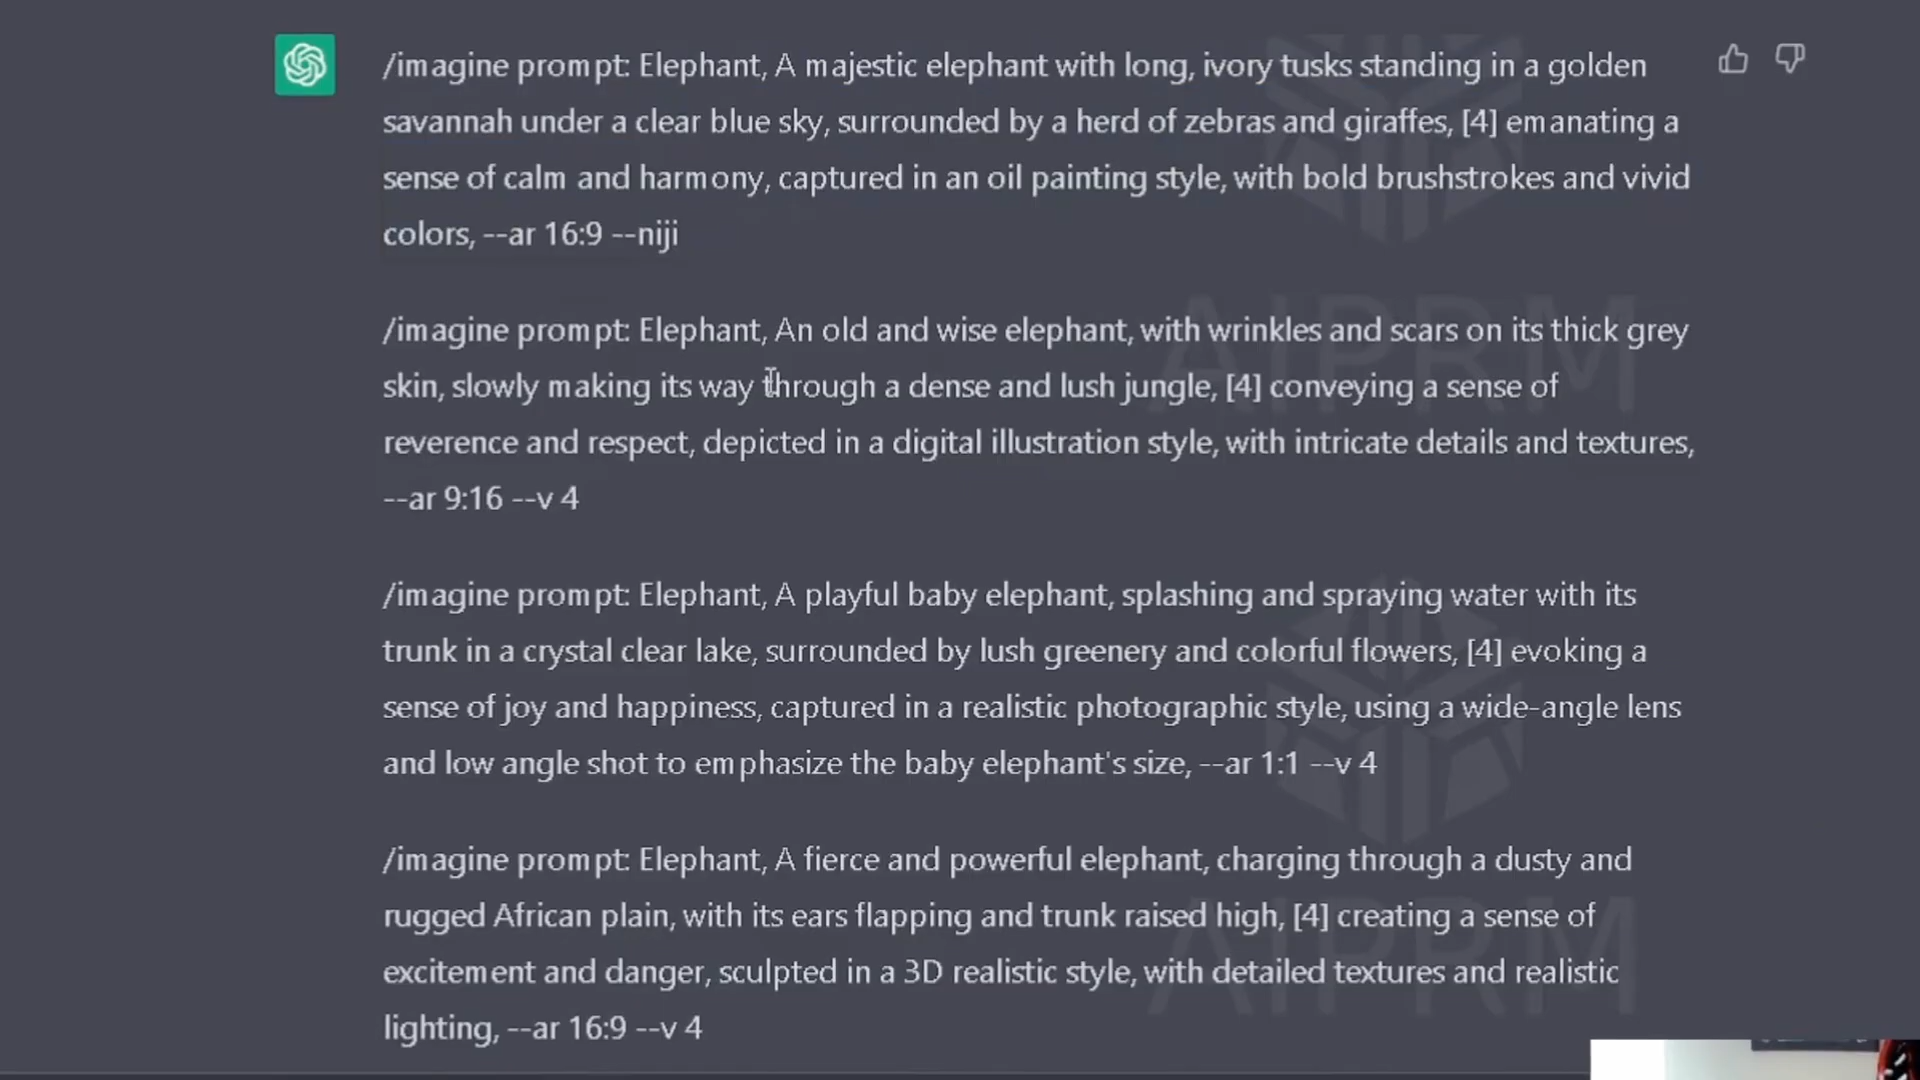 /imagine prompt: Elephant, A majestic elephant with long, ivory tusks standing in a golden
savannah under a clear blue sky, surrounded by a herd of zebras and giraffes, [4] emanating a
sense of calm and harmony, captured in an oil painting style, with bold brushstrokes and vivid
colors, --ar 16:9 --niji
AIPRM
/imagine prompt: Elephant, An old and wise elephant, with wrinkles and scars on its thick grey
skin, slowly making its way through a dense and lush jungle, [4] conveying a sense of
reverence and respect, depicted in a digital illustration style, with intricate details and textures,
--ar 9:16 --v 4
/imagine prompt: Elephant, A playful baby elephant, splashing and spraying water with its
trunk in a crystal clear lake, surrounded by lush greenery and colorful flowers, [4] evoking a
sense of joy and happiness, captured in a realistic photographic style, using a wide-angle lens
and low angle shot to emphasize the baby elephant's size, --ar 1:1 --v 4
/imagine prompt: Elephant, A fierce and powerful elephant, charging through a dusty and
rugged African plain, with its ears flapping and trunk raised high, [4] creating a sense of
AIPRM
excitement and danger, sculpted in a 3D realistic style, with detailed textures and realistic
lighting, --ar 16:9 --v 4